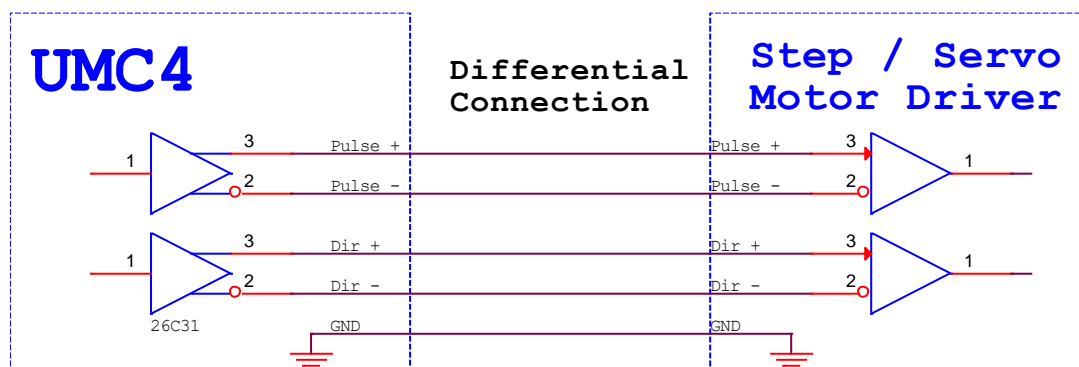 UMC4
Differential
Connection
Step / Servo
Motor Driver
1
3
Pulse +
Pulse +
3
1
2
Pulse -
Pulse -
2
1
3
Dir +
Dir +
3
1
2
Dir -
Dir -
2
26C31
GND
GND